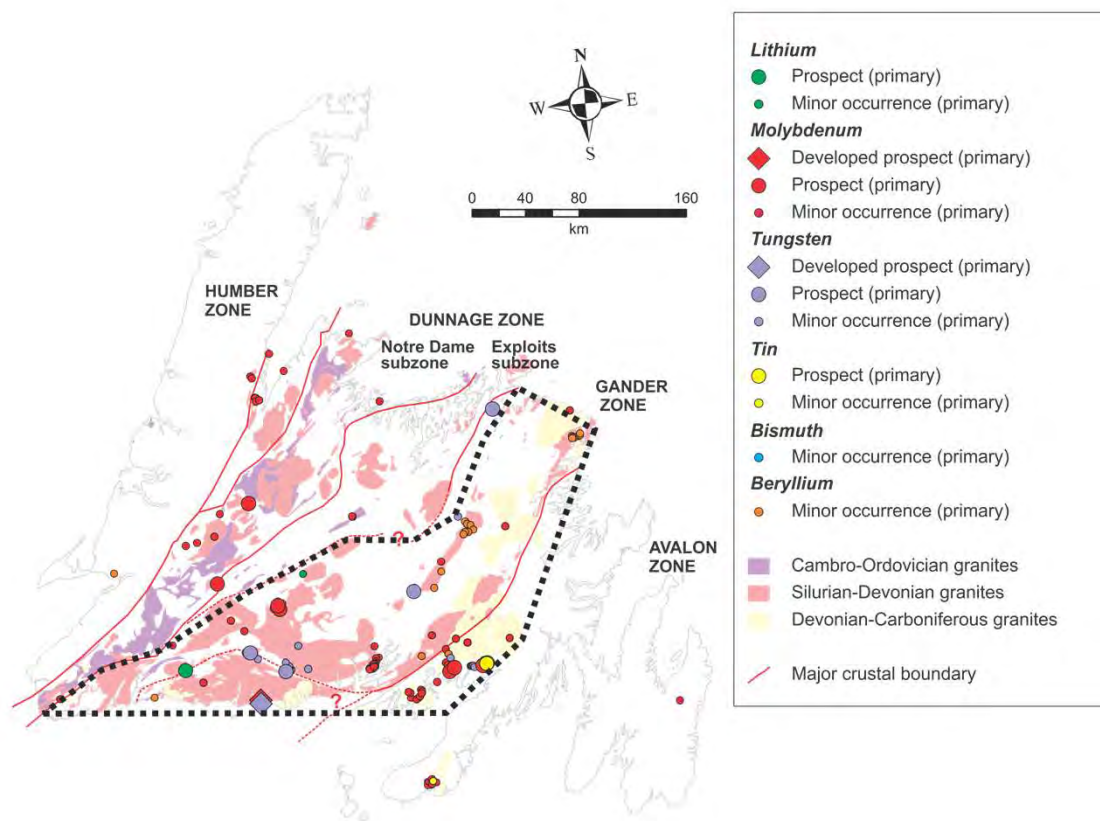 N
W
E
S
0 40 80 160
km
HUMBER
ZONE
DUNNAGE ZONE
Notre Dame
subzone
Exploits
subzone
GANDER
ZONE
AVALON
ZONE
?
?
Lithium
Prospect (primary)
Minor occurrence (primary)
Molybdenum
Developed prospect (primary)
Prospect (primary)
Minor occurrence (primary)
Tungsten
Developed prospect (primary)
Prospect (primary)
Minor occurrence (primary)
Tin
Prospect (primary)
Minor occurrence (primary)
Bismuth
Minor occurrence (primary)
Beryllium
Minor occurrence (primary)
Cambro-Ordovician granites
Silurian-Devonian granites
Devonian-Carboniferous granites
Major crustal boundary